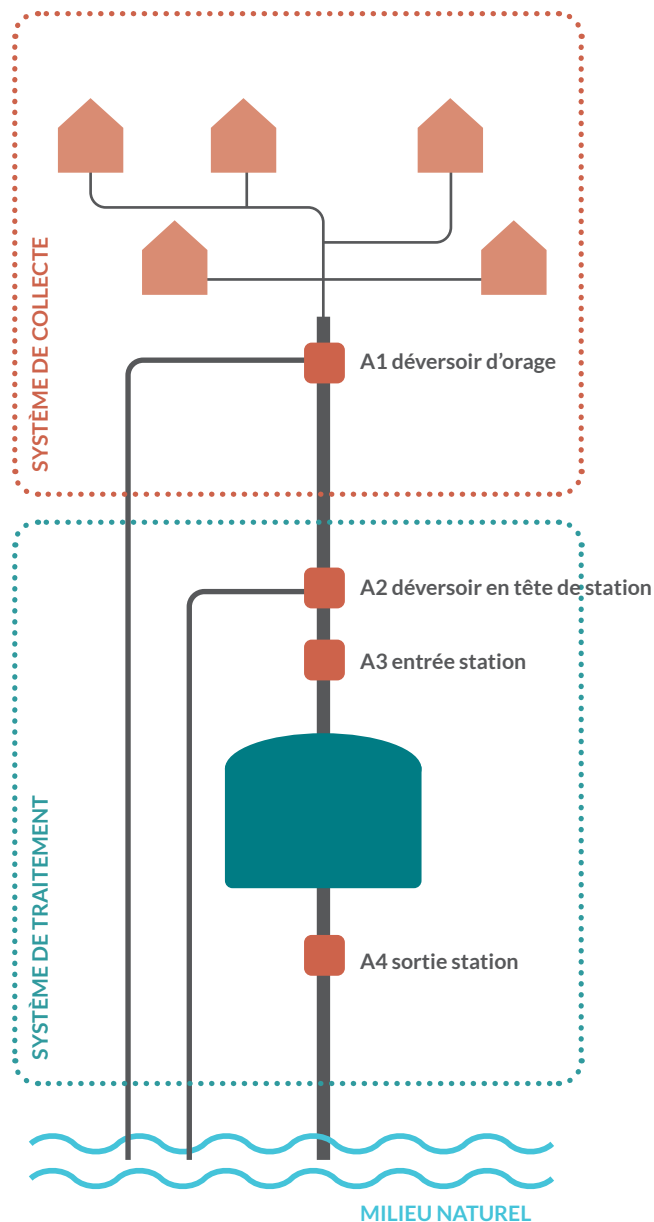 SYSTÈME DE COLLECTE
A1 déversoir d'orage
SYSTÈME DE TRAITEMENT
A2 déversoir en tête de station
A3 entrée station
A4 sortie station
MILIEU NATUREL